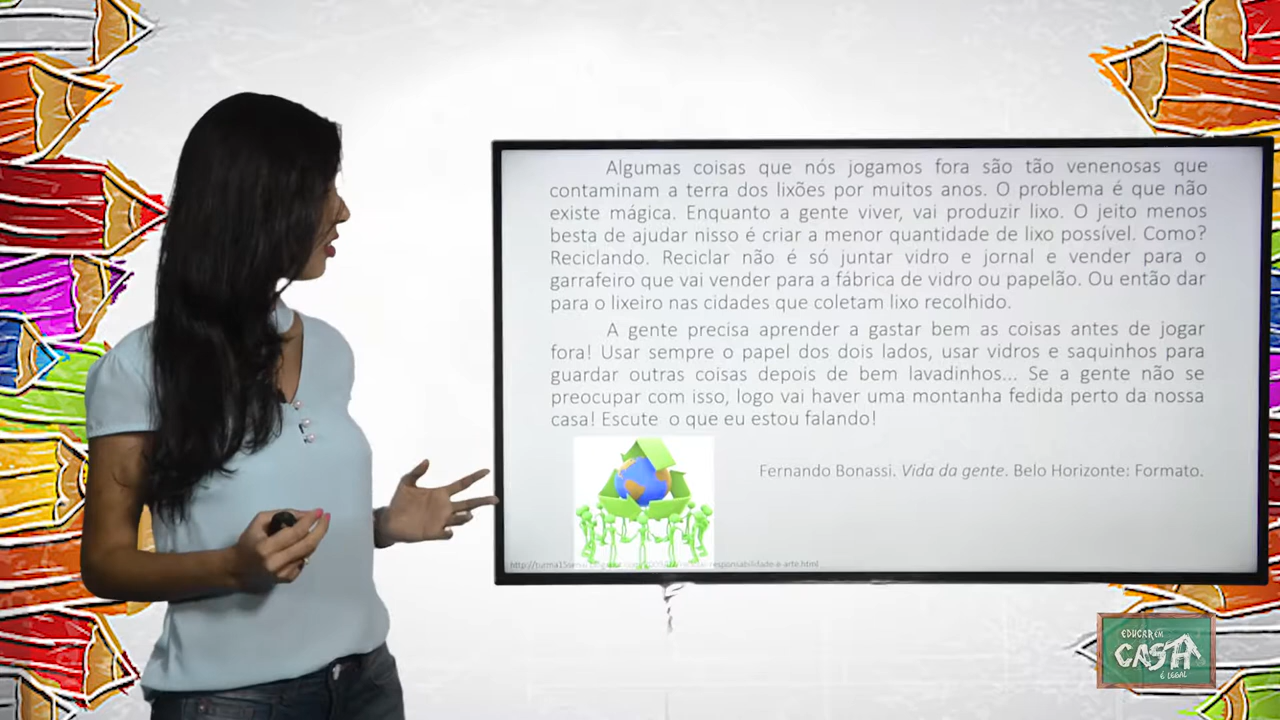 Algumas coisas que nós jogamos fora são tão venenosas que
contaminam a terra dos lixões por muitos anos. O problema é que não
existe mágica. Enquanto a gente viver, vai produzir lixo. O jeito menos
besta de ajudar nisso é criar a menor quantidade de lixo possível. Como?
Reciclando. Reciclar não é só juntar vidro e jornal e vender para o
garrafeiro que vai vender para a fábrica de vidro ou papelão. Ou então dar
para o lixeiro nas cidades que coletam lixo recolhido.
A gente precisa aprender a gastar bem as coisas antes de jogar
fora! Usar sempre o papel dos dois lados, usar vidros e saquinhos para
guardar outras coisas depois de bem lavadinhos... Se a gente não se
preocupar com isso, logo vai haver uma montanha fedida perto da nossa
casa! Escute o que eu estou falando!
Fernando Bonassi. Vida da gente. Belo Horizonte: Formato.
EDUCAR EM
CASA
É LEGAL